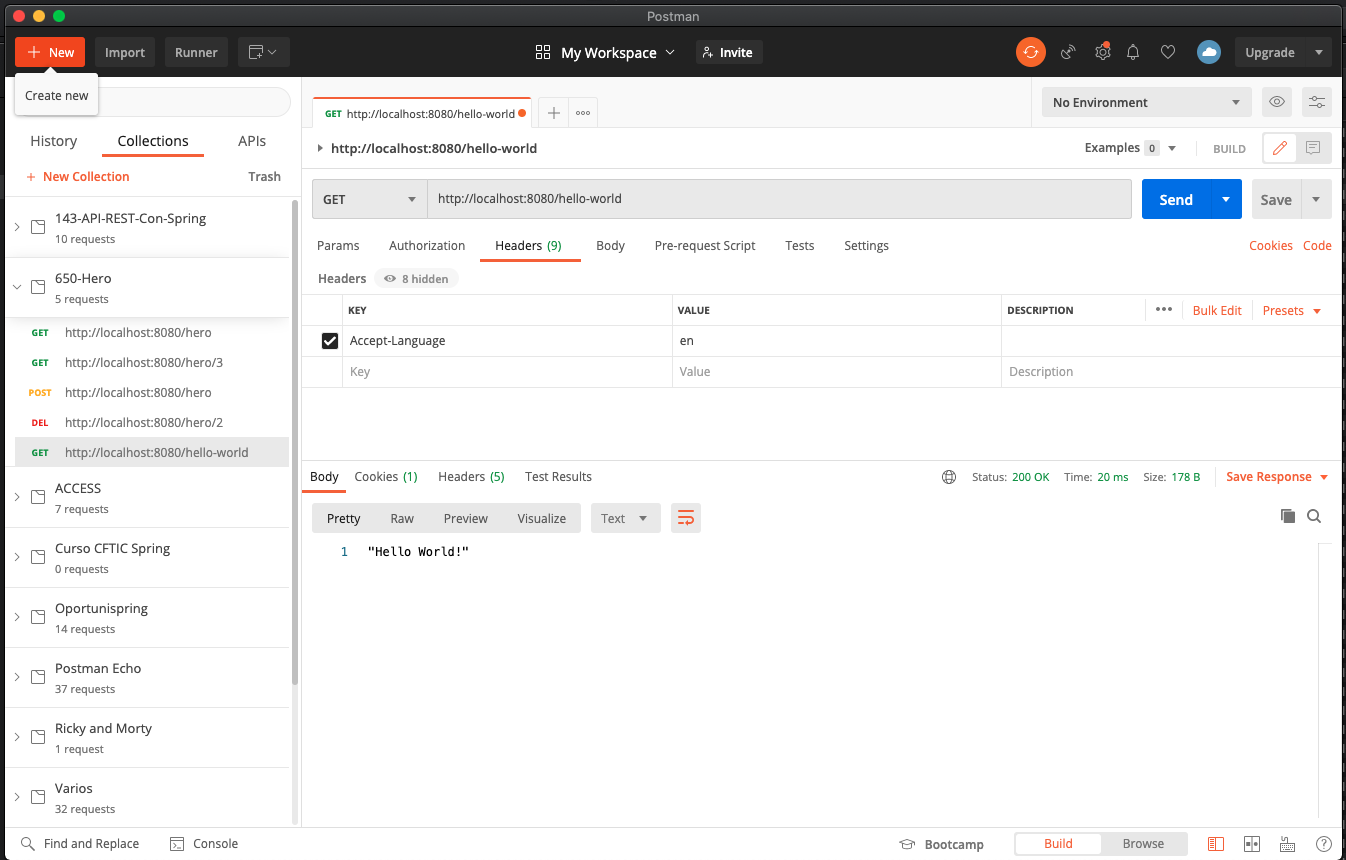 Postman
New
Import
Runner
My Workspace
Invite
Upgrade
Create new
History
Collections
APIs
+ New Collection
Trash
143-API-REST-Con-Spring
10 requests
650-Hero
5 requests
GET http://localhost:8080/hero
GET http://localhost:8080/hero/3
POST http://localhost:8080/hero
DEL http://localhost:8080/hero/2
GET http://localhost:8080/hello-world
ACCESS
7 requests
Curso CFTIC Spring
0 requests
Oportunispring
14 requests
Postman Echo
37 requests
Ricky and Morty
1 request
Varios
32 requests
GET http://localhost:8080/hello-world
No Environment
http://localhost:8080/hello-world
Examples 0
BUILD
GET http://localhost:8080/hello-world
Send
Save
Params Authorization Headers (9) Body Pre-request Script Tests Settings
Cookies Code
Headers 8 hidden
KEY VALUE DESCRIPTION
Bulk Edit Presets
Accept-Language en
Key Value Description
Body Cookies (1) Headers (5) Test Results
Status: 200 OK Time: 20 ms Size: 178 B
Save Response
Pretty Raw Preview Visualize Text
1 "Hello World!"
Find and Replace
Console
Bootcamp
Build
Browse